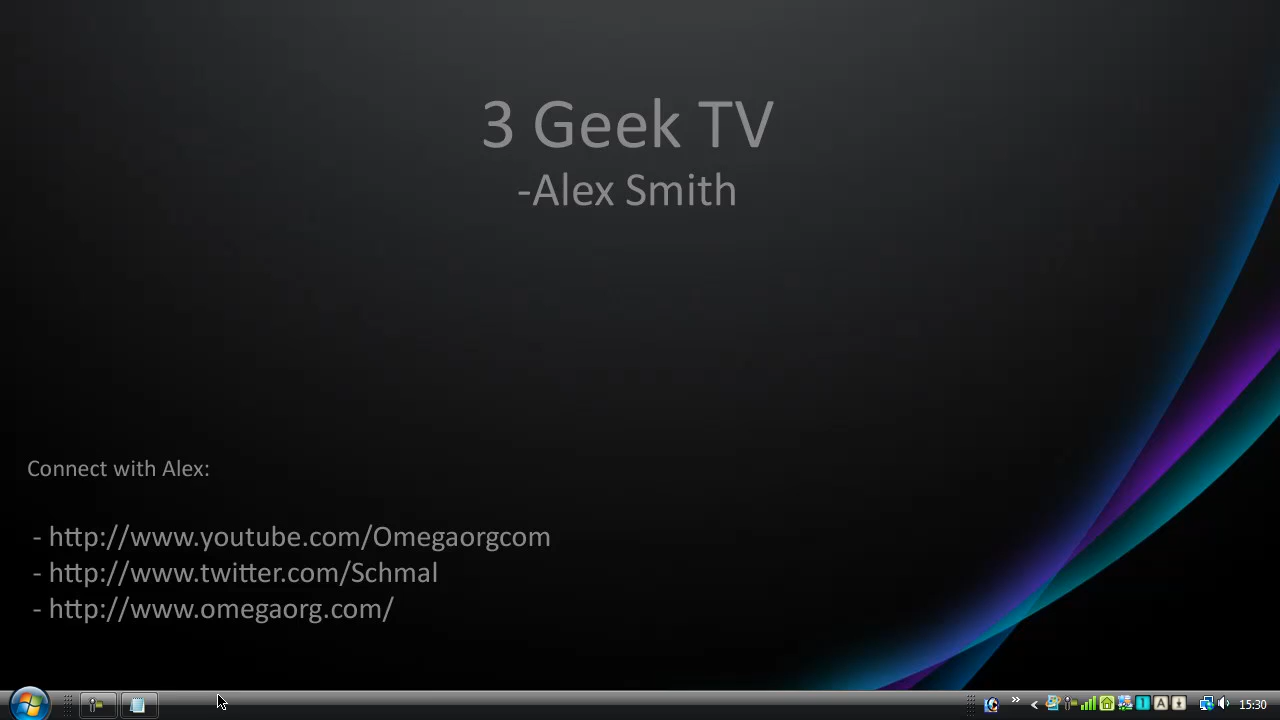 3 Geek TV
-Alex Smith
Connect with Alex:
- http://www.youtube.com/Omegaorgcom
- http://www.twitter.com/Schmal
- http://www.omegaorg.com/
15:30